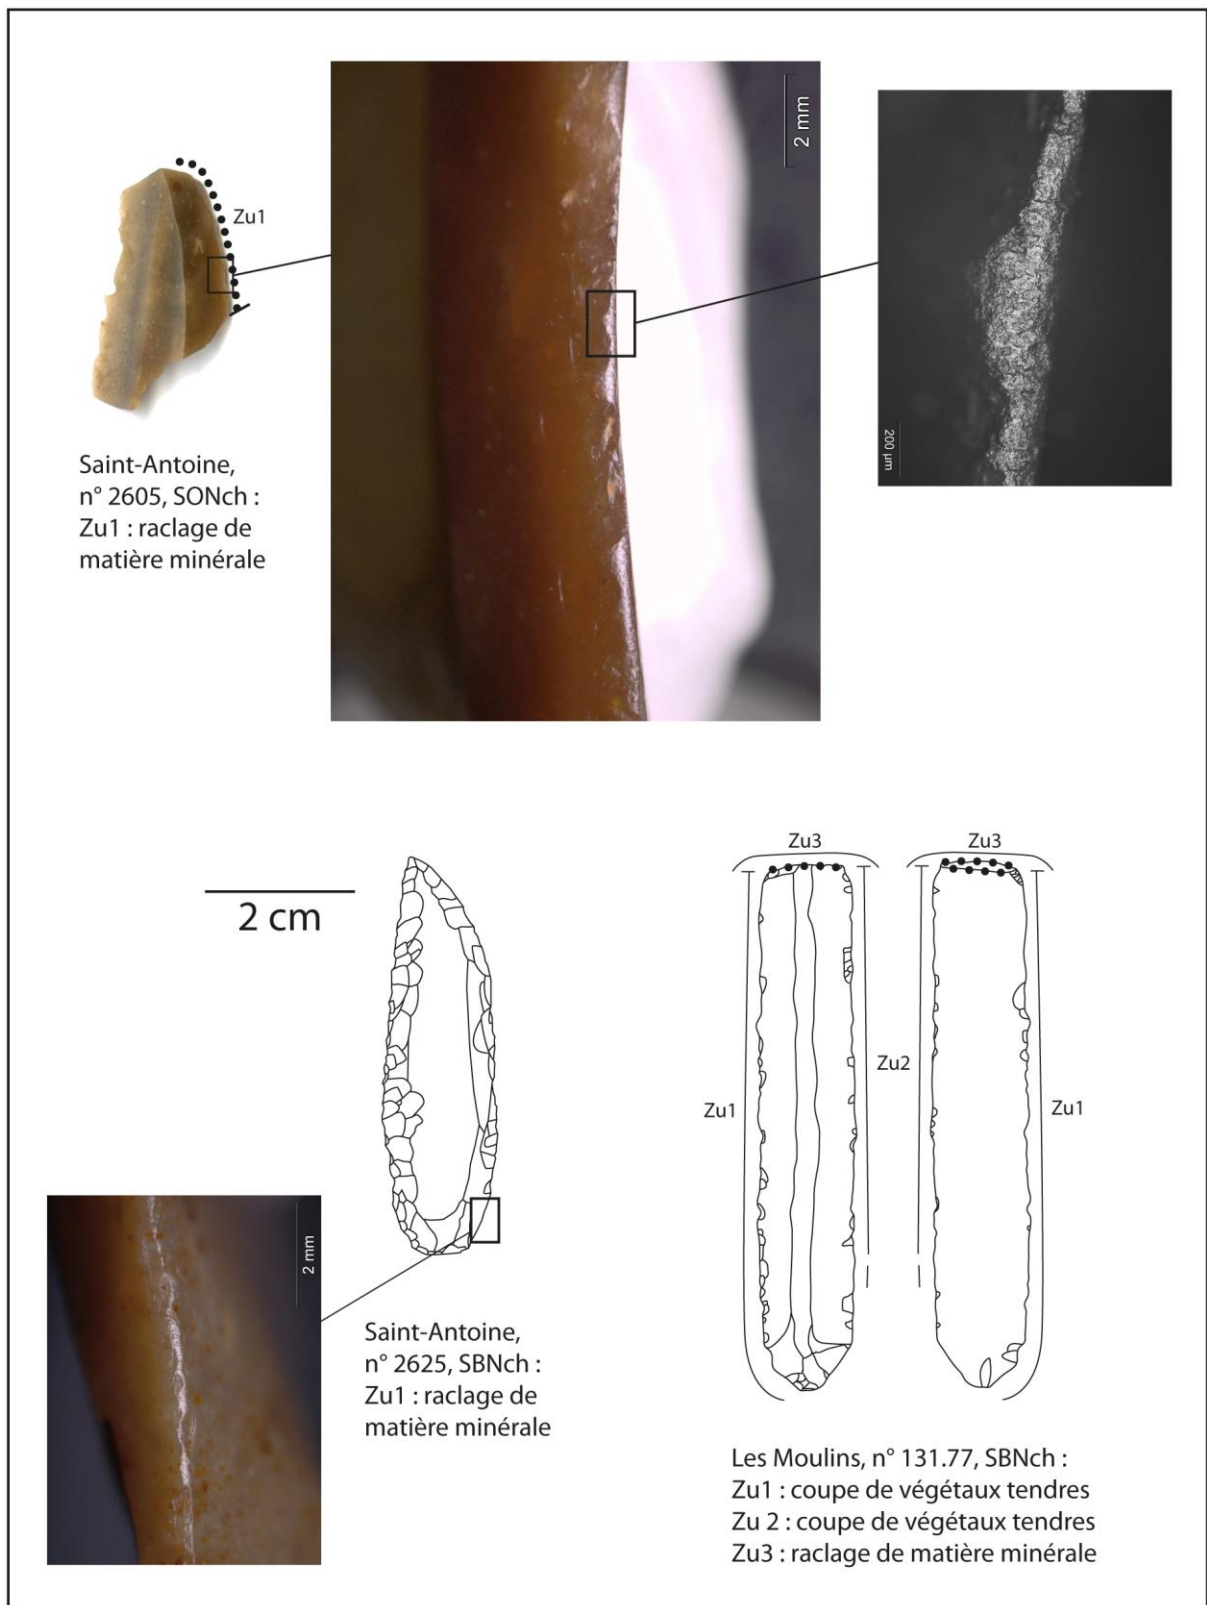 Zu1
2 mm
200 µm
Saint-Antoine,
n° 2605, SONch :
Zu1 : raclage de
matière minérale
2 cm
2 mm
Saint-Antoine,
n° 2625, SBNch :
Zu1 : raclage de
matière minérale
Zu3
Zu3
Zu2
Zu1
Zu1
Les Moulins, n° 131.77, SBNch :
Zu1 : coupe de végétaux tendres
Zu 2 : coupe de végétaux tendres
Zu3 : raclage de matière minérale